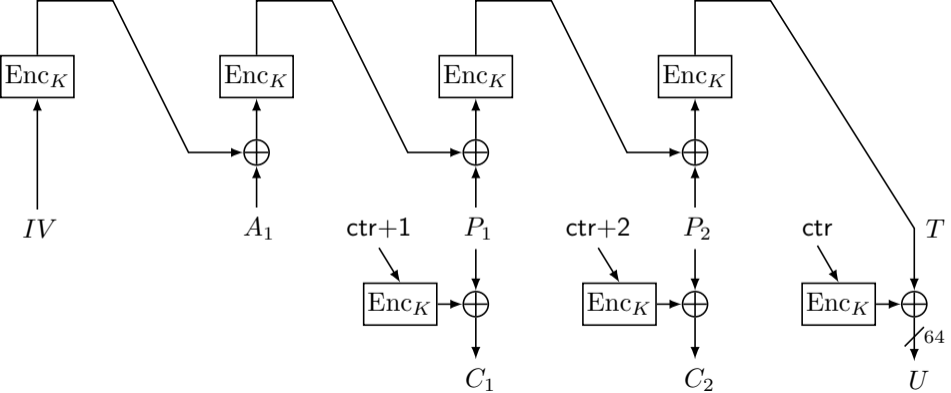 Enc_K Enc_K Enc_K Enc_K
IV A_1 ctr+1 P_1 ctr+2 P_2 ctr T
Enc_K Enc_K Enc_K
64
C_1 C_2 U